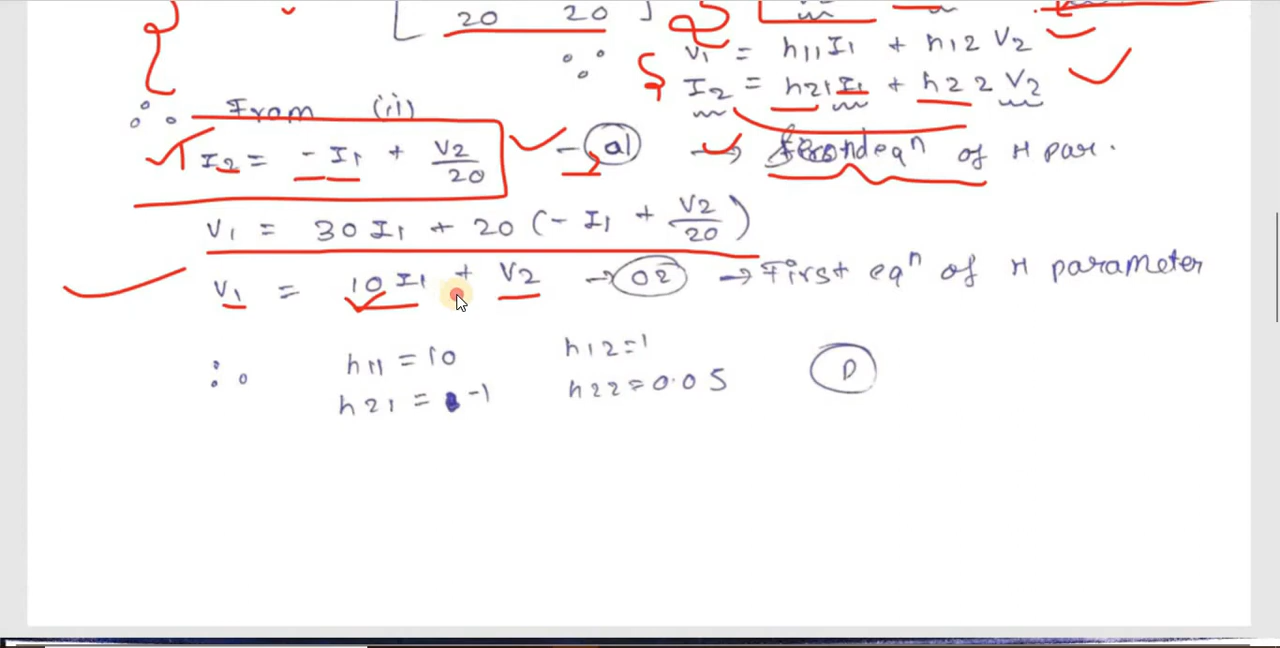 20 20 ]
V1 = h11 I1 + h12 V2
I2 = h21 I1 + h22 V2
∴ From (ii)
I2 = -I1 + V2/20 - a1 → Second eqn of H par.
V1 = 30 I1 + 20 (- I1 + V2/20)
V1 = 10 I1 + V2 → 02 → First eqn of H parameter
∴ h11 = 10 h12 = 1
h21 = -1 h22 = 0.05 D